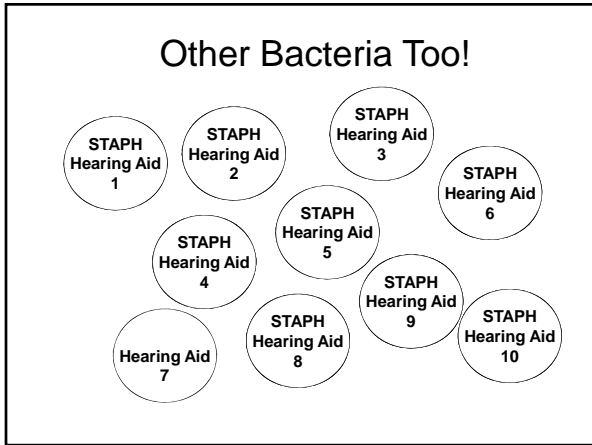 Other Bacteria Too!
STAPH
Hearing Aid
1
STAPH
Hearing Aid
2
STAPH
Hearing Aid
3
STAPH
Hearing Aid
4
STAPH
Hearing Aid
5
STAPH
Hearing Aid
6
Hearing Aid
7
STAPH
Hearing Aid
8
STAPH
Hearing Aid
9
STAPH
Hearing Aid
10